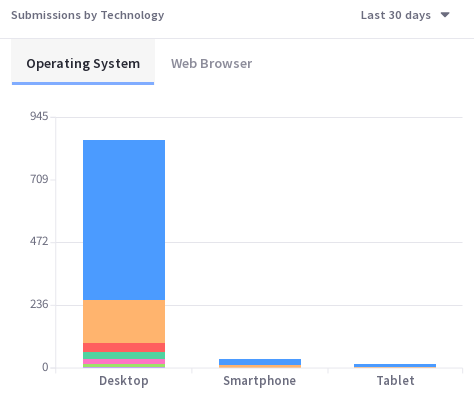 Submissions by Technology
Last 30 days
Operating System
Web Browser
945
709
472
236
0
Desktop
Smartphone
Tablet